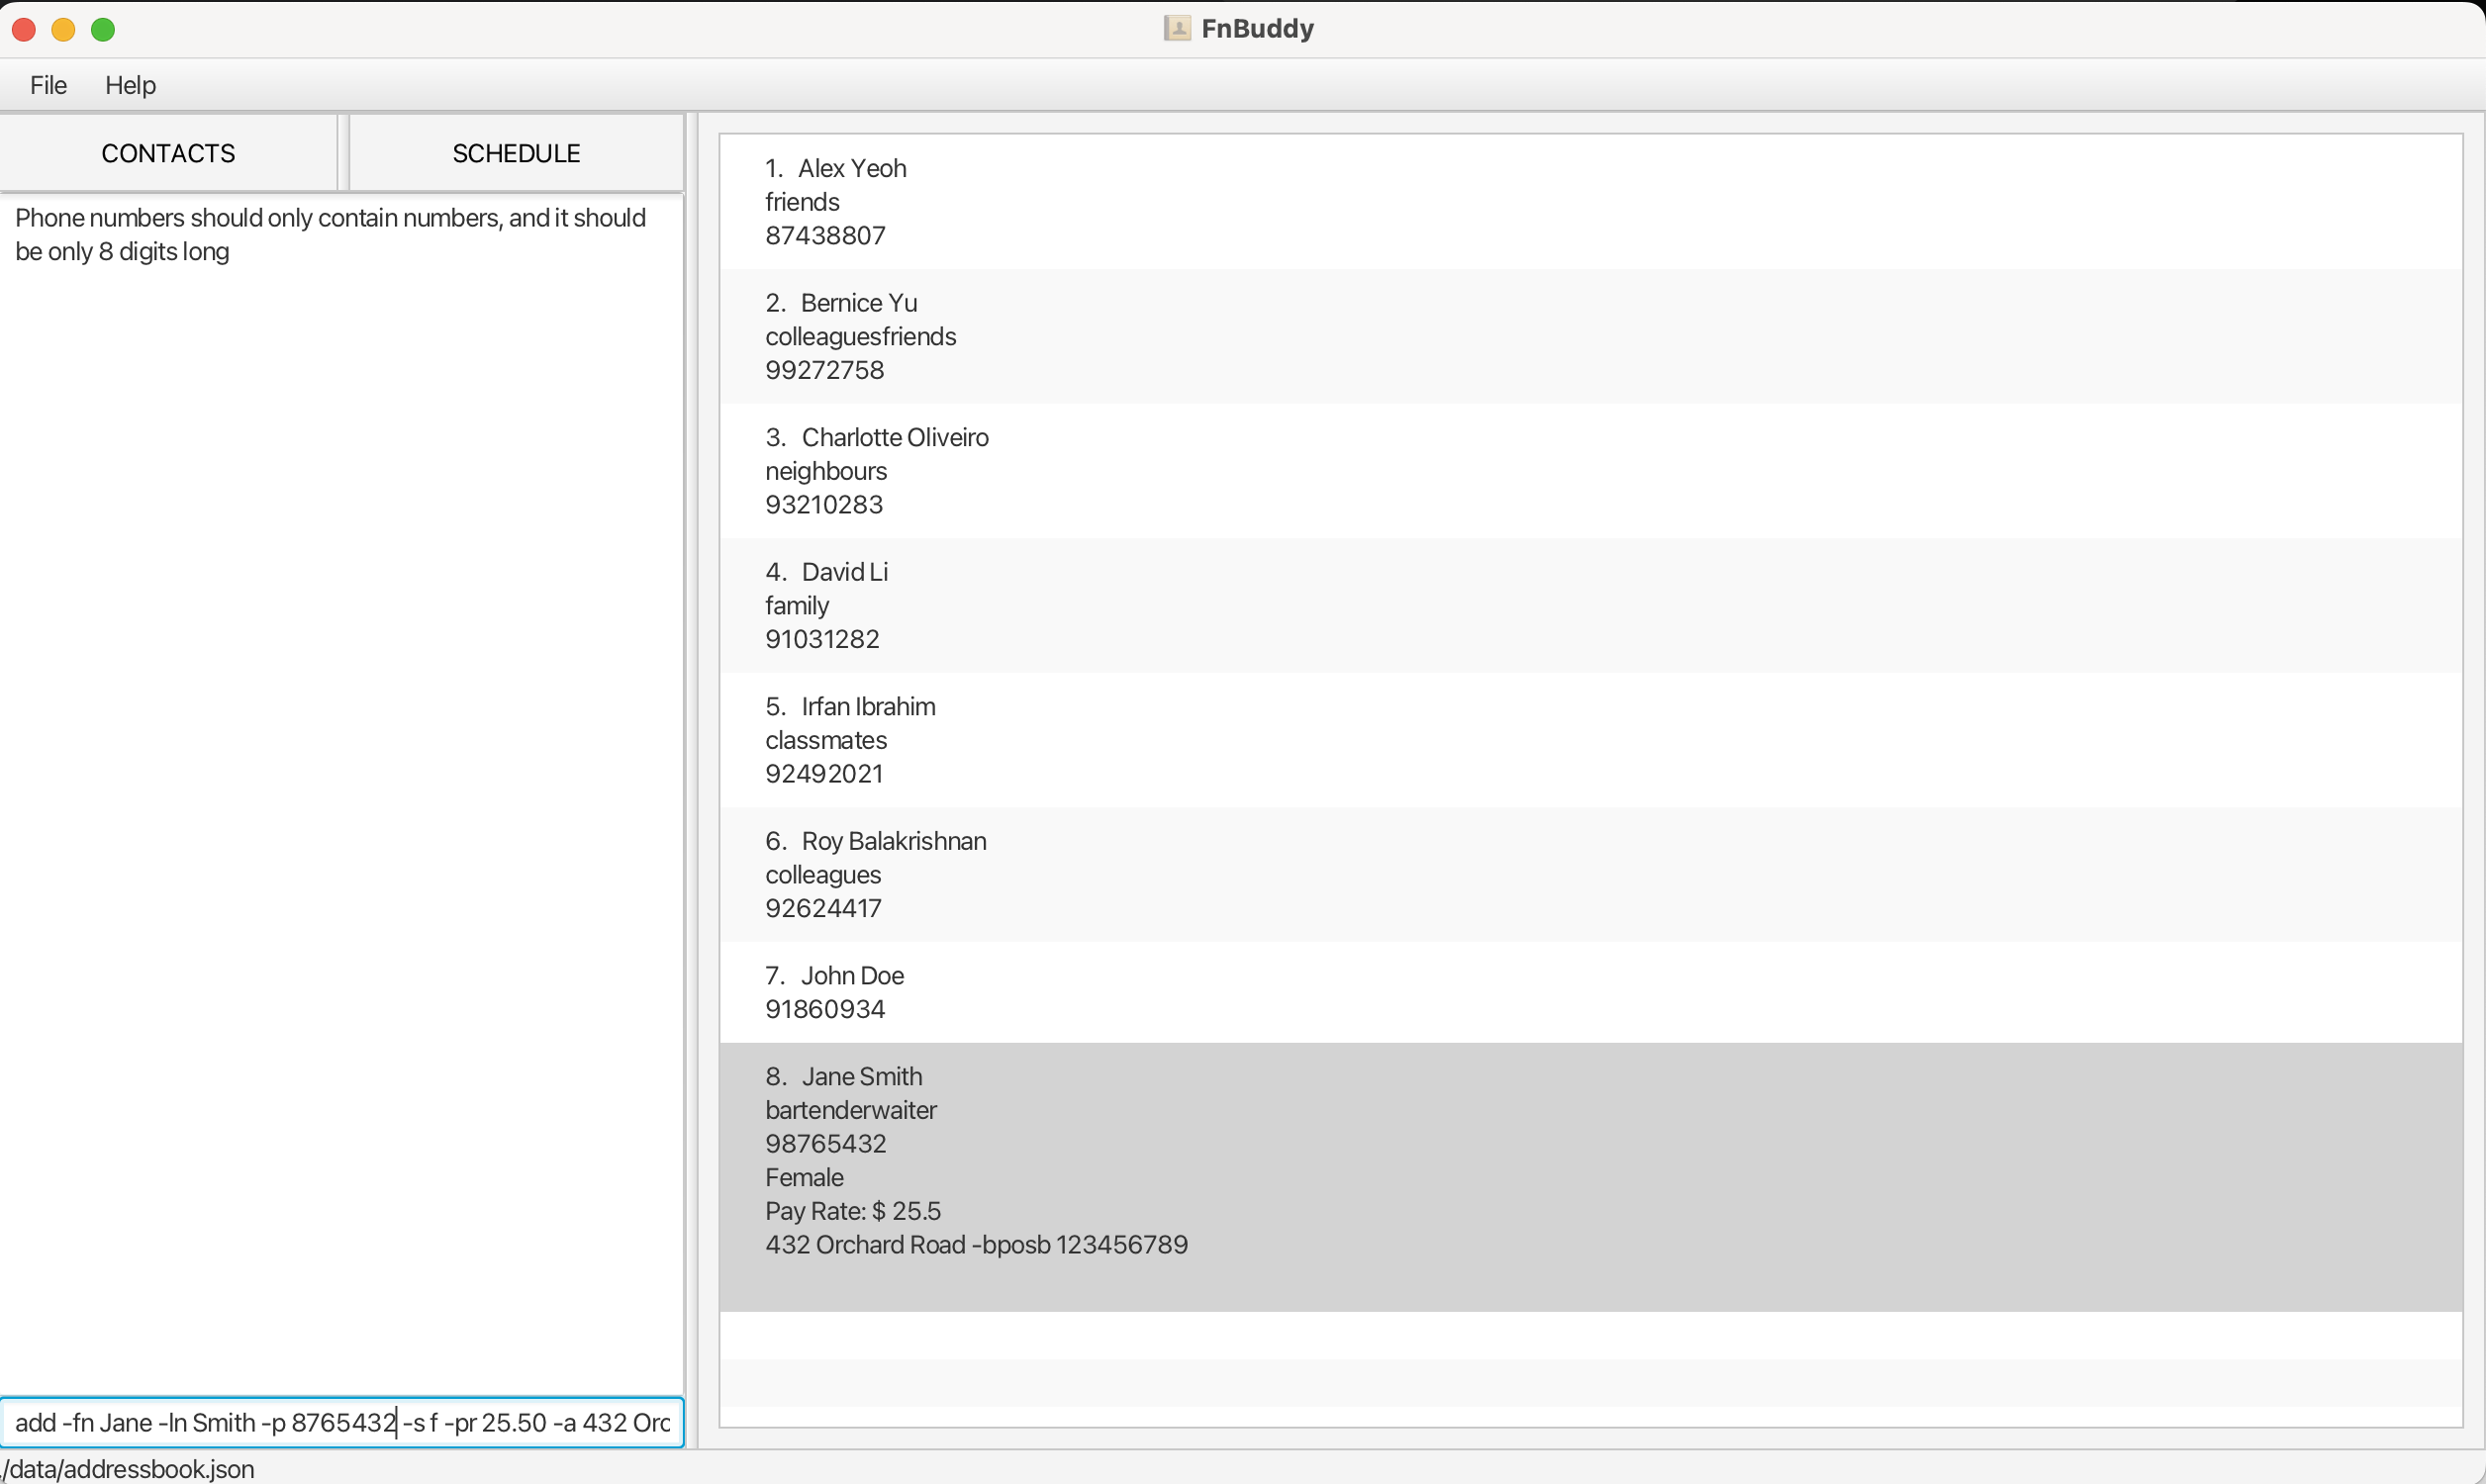 FnBuddy
File Help
CONTACTS SCHEDULE
Phone numbers should only contain numbers, and it should
be only 8 digits long
add -fn Jane -ln Smith -p 8765432 -s f -pr 25.50 -a 432 Orc
1. Alex Yeoh
friends
87438807
2. Bernice Yu
colleaguesfriends
99272758
3. Charlotte Oliveiro
neighbours
93210283
4. David Li
family
91031282
5. Irfan Ibrahim
classmates
92492021
6. Roy Balakrishnan
colleagues
92624417
7. John Doe
91860934
8. Jane Smith
bartenderwaiter
98765432
Female
Pay Rate: $ 25.5
432 Orchard Road -bposb 123456789
/data/addressbook.json